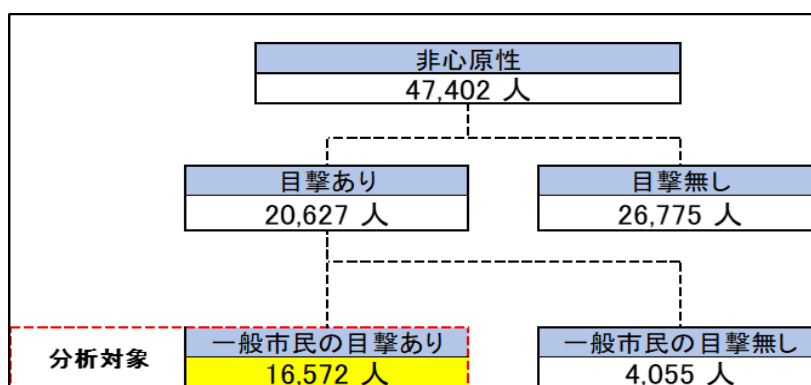 非心原性
47,402 人
目撃あり
目撃無し
20,627 人
26,775 人
一般市民の目撃あり
一般市民の目撃無し
分析対象
16,572 人
4,055 人